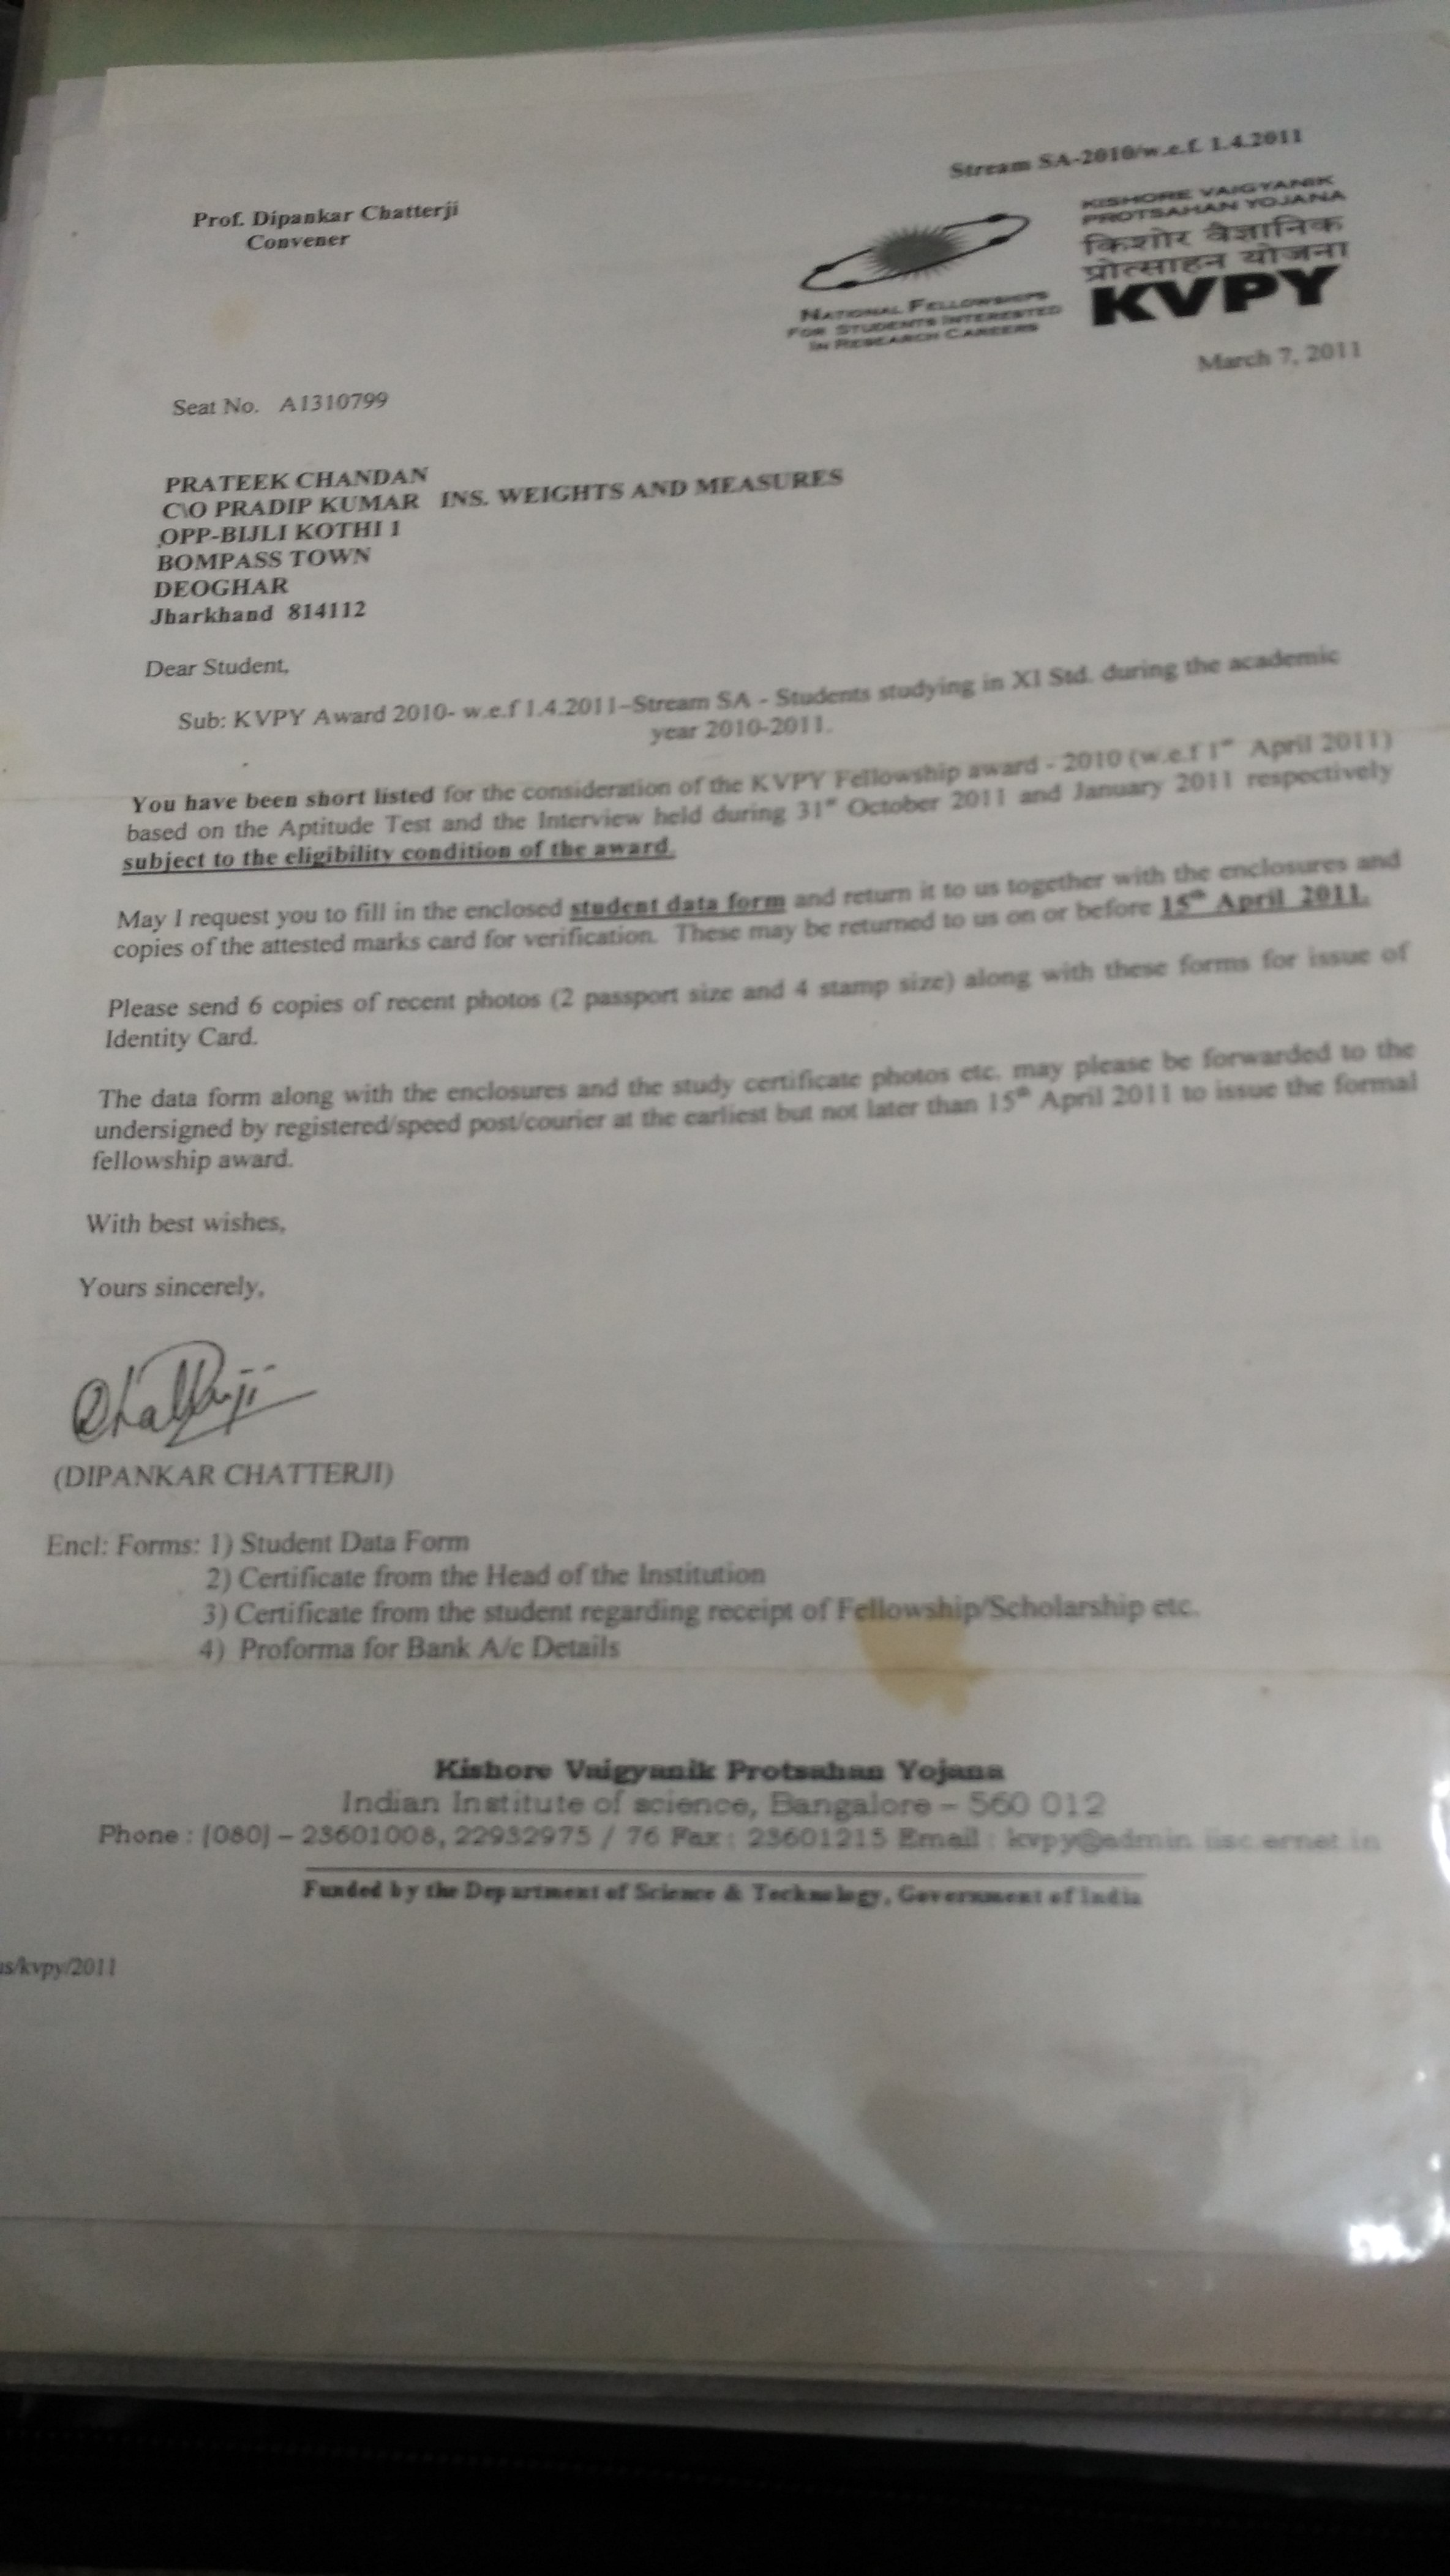 Stream SA-2010/w.e.f. 1.4.2011
Prof. Dipankar Chatterji
Convener
NATIONAL FELLOWSHIPS
FOR STUDENTS INTERESTED
IN RESEARCH CAREERS
KISHORE VAIGYANIK
PROTSAHAN YOJANA
किशोर वैज्ञानिक
प्रोत्साहन योजना
KVPY
March 7, 2011
Seat No. A1310799
PRATEEK CHANDAN
C\O PRADIP KUMAR INS. WEIGHTS AND MEASURES
OPP-BIJLI KOTHI 1
BOMPASS TOWN
DEOGHAR
Jharkhand 814112
Dear Student,
Sub: KVPY Award 2010- w.e.f 1.4.2011–Stream SA - Students studying in XI Std. during the academic
year 2010-2011.
You have been short listed for the consideration of the KVPY Fellowship award - 2010 (w.e.f 1st April 2011)
based on the Aptitude Test and the Interview held during 31st October 2011 and January 2011 respectively
subject to the eligibility condition of the award.
May I request you to fill in the enclosed student data form and return it to us together with the enclosures and
copies of the attested marks card for verification. These may be returned to us on or before 15th April 2011.
Please send 6 copies of recent photos (2 passport size and 4 stamp size) along with these forms for issue of
Identity Card.
The data form along with the enclosures and the study certificate photos etc. may please be forwarded to the
undersigned by registered/speed post/courier at the earliest but not later than 15th April 2011 to issue the formal
fellowship award.
With best wishes,
Yours sincerely,
Chatterji
(DIPANKAR CHATTERJI)
Encl: Forms: 1) Student Data Form
2) Certificate from the Head of the Institution
3) Certificate from the student regarding receipt of Fellowship/Scholarship etc.
4) Proforma for Bank A/c Details
Kishore Vaigyanik Protsahan Yojana
Indian Institute of science, Bangalore – 560 012
Phone : (080) – 23601008, 22932975 / 76 Fax : 23601215 Email : kvpy@admin.iisc.ernet.in
Funded by the Department of Science & Technology, Government of India
s/kvpy/2011